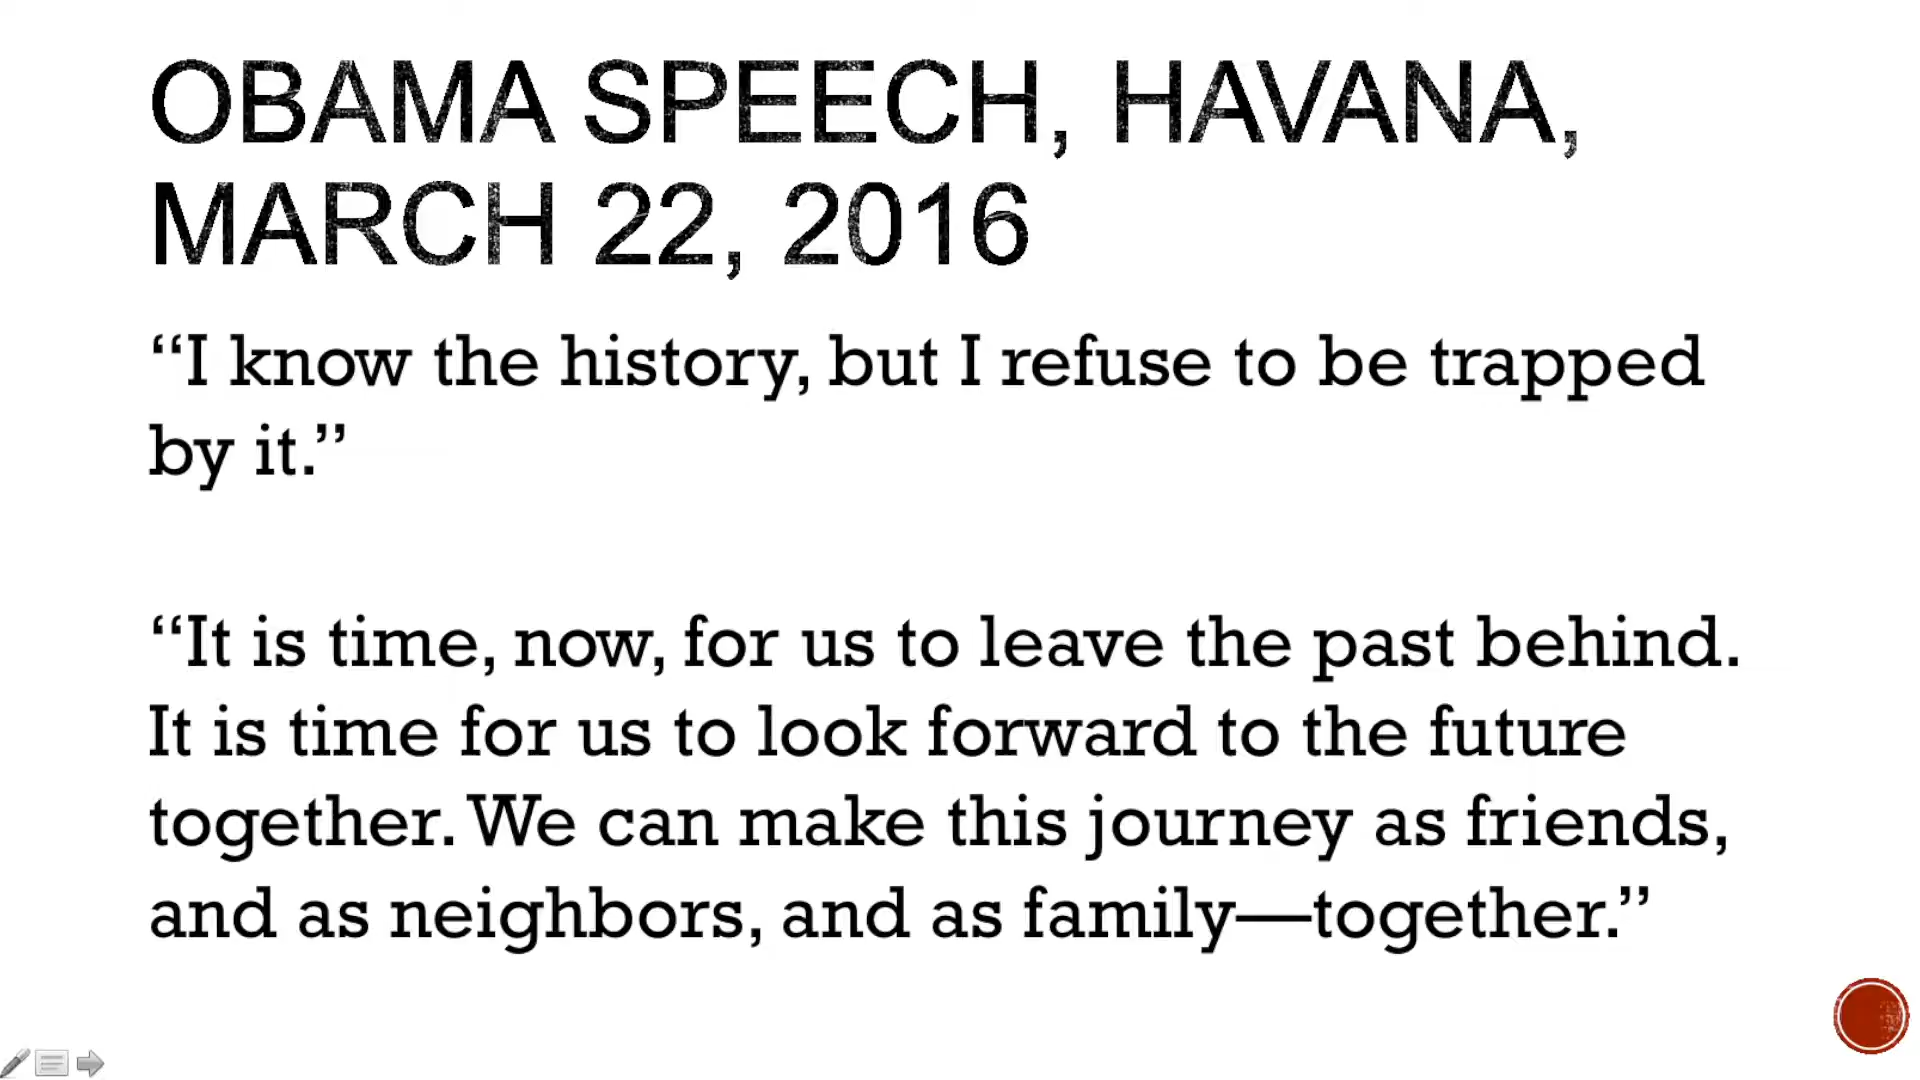 OBAMA SPEECH, HAVANA,
MARCH 22, 2016
“I know the history, but I refuse to be trapped
by it.”
“It is time, now, for us to leave the past behind.
It is time for us to look forward to the future
together. We can make this journey as friends,
and as neighbors, and as family—together.”